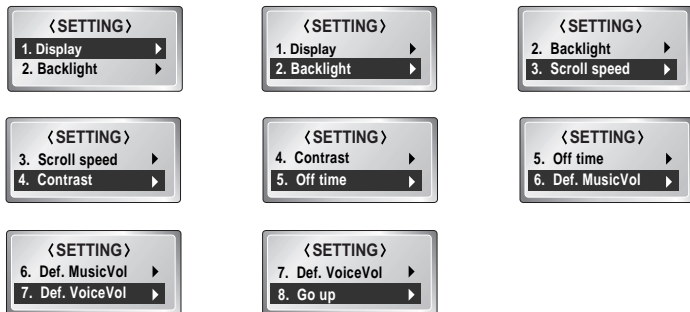 〈SETTING〉
1. Display
2. Backlight
〈SETTING〉
1. Display
2. Backlight
〈SETTING〉
2. Backlight
3. Scroll speed
〈SETTING〉
3. Scroll speed
4. Contrast
〈SETTING〉
4. Contrast
5. Off time
〈SETTING〉
5. Off time
6. Def. MusicVol
〈SETTING〉
6. Def. MusicVol
7. Def. VoiceVol
〈SETTING〉
7. Def. VoiceVol
8. Go up